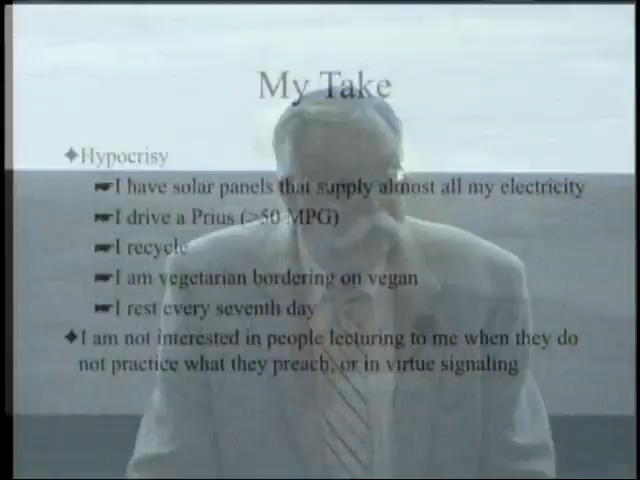 My Take
Hypocrisy
I have solar panels that supply almost all my electricity
I drive a Prius (>50 MPG)
I recycle
I am vegetarian bordering on vegan
I rest every seventh day
I am not interested in people lecturing to me when they do
not practice what they preach, or in virtue signaling